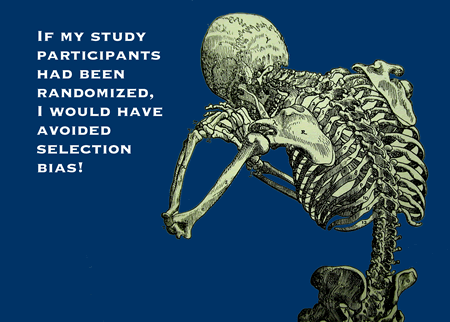 If my study
participants
had been
randomized,
I would have
avoided
selection
bias!